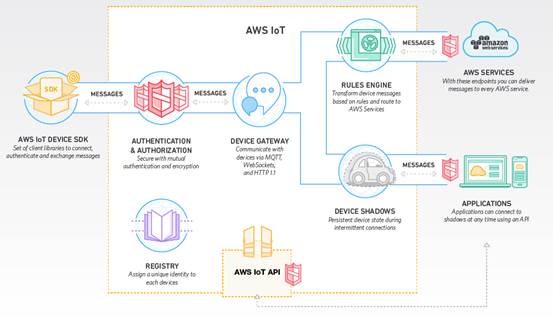 AWS IoT
SDK
MESSAGES
MESSAGES
MESSAGES
amazon
web services
AWS SERVICES
With these endpoints you can deliver
messages to every AWS service.
RULES ENGINE
Transform device messages
based on rules and route to
AWS Services
AWS IOT DEVICE SDK
Set of client libraries to connect,
authenticate and exchange messages
AUTHENTICATION
& AUTHORIZATION
Secure with mutual
authentication and encryption
DEVICE GATEWAY
Communicate with
devices via MQTT,
WebSockets,
and HTTP 1.1
MESSAGES
DEVICE SHADOWS
Persistent device state during
intermittent connections
APPLICATIONS
Applications can connect to
shadows at any time using an API
REGISTRY
Assign a unique identity to
each devices
AWS IoT API